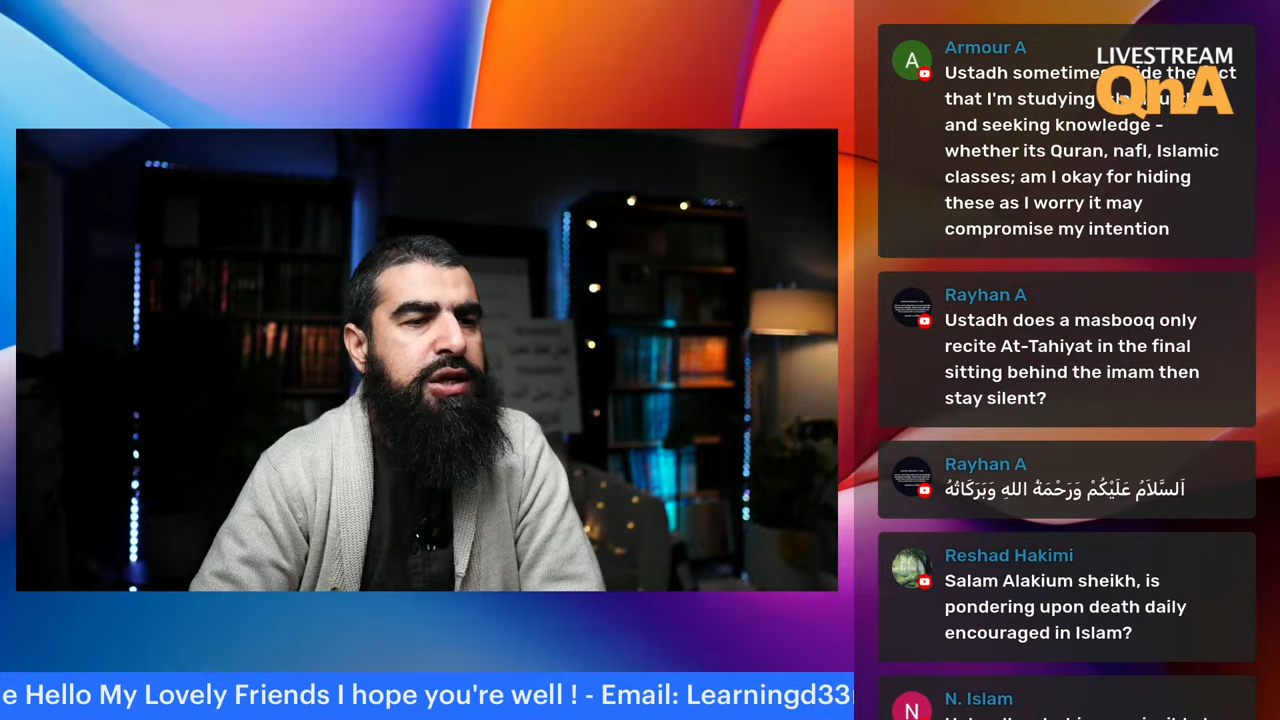 Armour A
LIVESTREAM
QnA
Ustadh sometimes
that I'm studying
and seeking knowledge -
whether its Quran, nafl, Islamic
classes; am I okay for hiding
these as I worry it may
compromise my intention
Rayhan A
Ustadh does a masbooq only
recite At-Tahiyat in the final
sitting behind the imam then
stay silent?
Rayhan A
اَلسَّلاَمُ عَلَيْكُمْ وَرَحْمَةُ اللهِ وَبَرَكَاتُهُ
Reshad Hakimi
Salam Alakium sheikh, is
pondering upon death daily
encouraged in Islam?
N. Islam
e Hello My Lovely Friends I hope you're well ! - Email: Learningd33